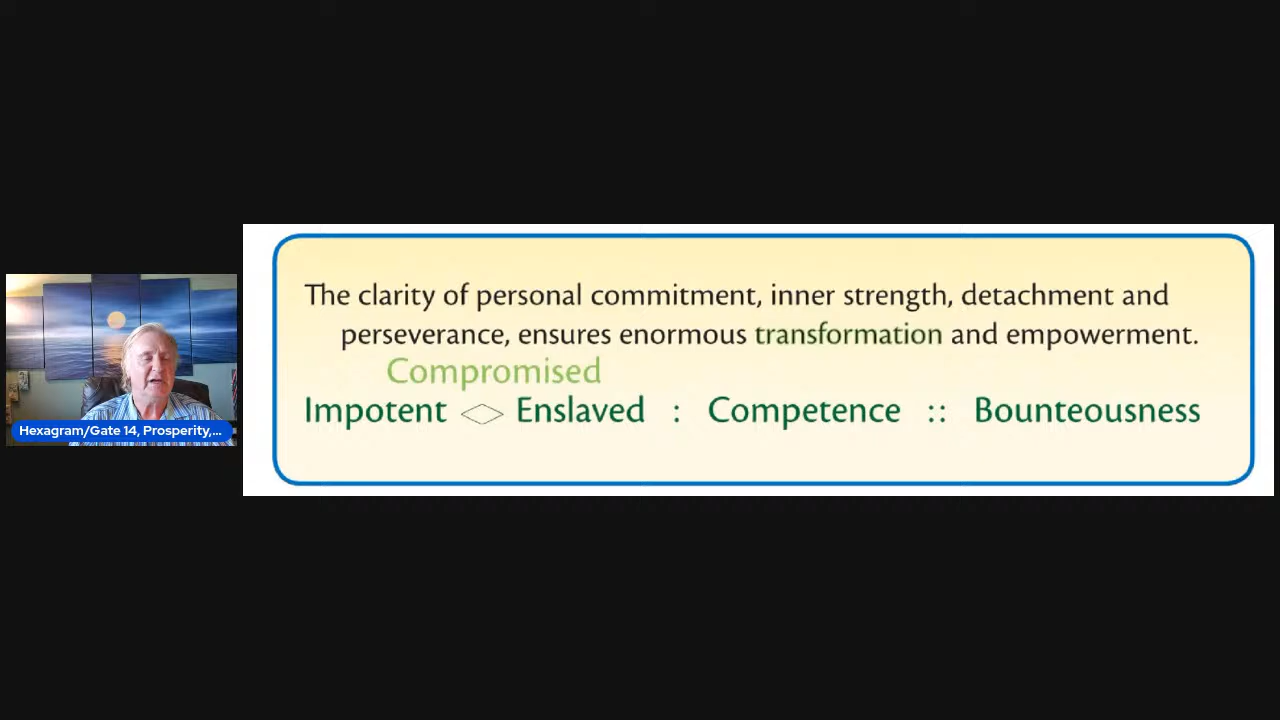 The clarity of personal commitment, inner strength, detachment and
perseverance, ensures enormous transformation and empowerment.
Compromised
Impotent <> Enslaved : Competence :: Bounteousness
Hexagram/Gate 14, Prosperity,...